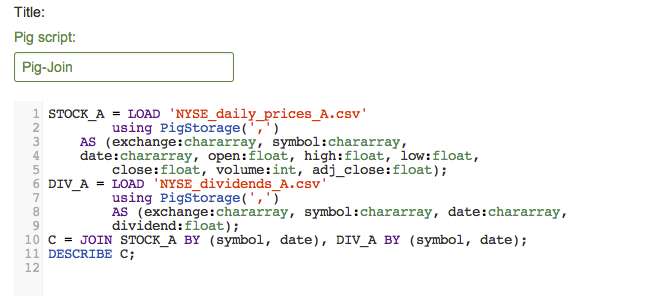 Title:
Pig script:
Pig-Join
1 STOCK_A = LOAD 'NYSE_daily_prices_A.csv'
2 using PigStorage(',')
3 AS (exchange:chararray, symbol:chararray,
4 date:chararray, open:float, high:float, low:float,
5 close:float, volume:int, adj_close:float);
6 DIV_A = LOAD 'NYSE_dividends_A.csv'
7 using PigStorage(',')
8 AS (exchange:chararray, symbol:chararray, date:chararray,
9 dividend:float);
10 C = JOIN STOCK_A BY (symbol, date), DIV_A BY (symbol, date);
11 DESCRIBE C;
12